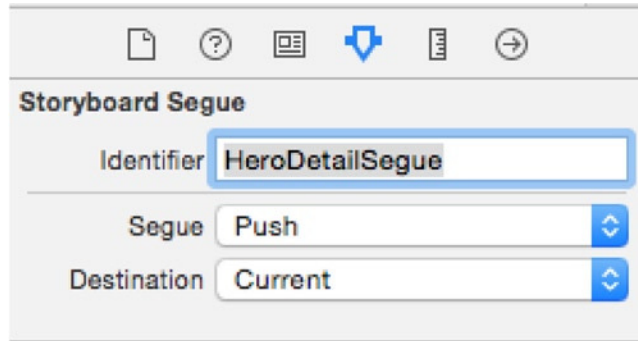 Storyboard Segue
Identifier HeroDetailSegue
Segue Push
Destination Current